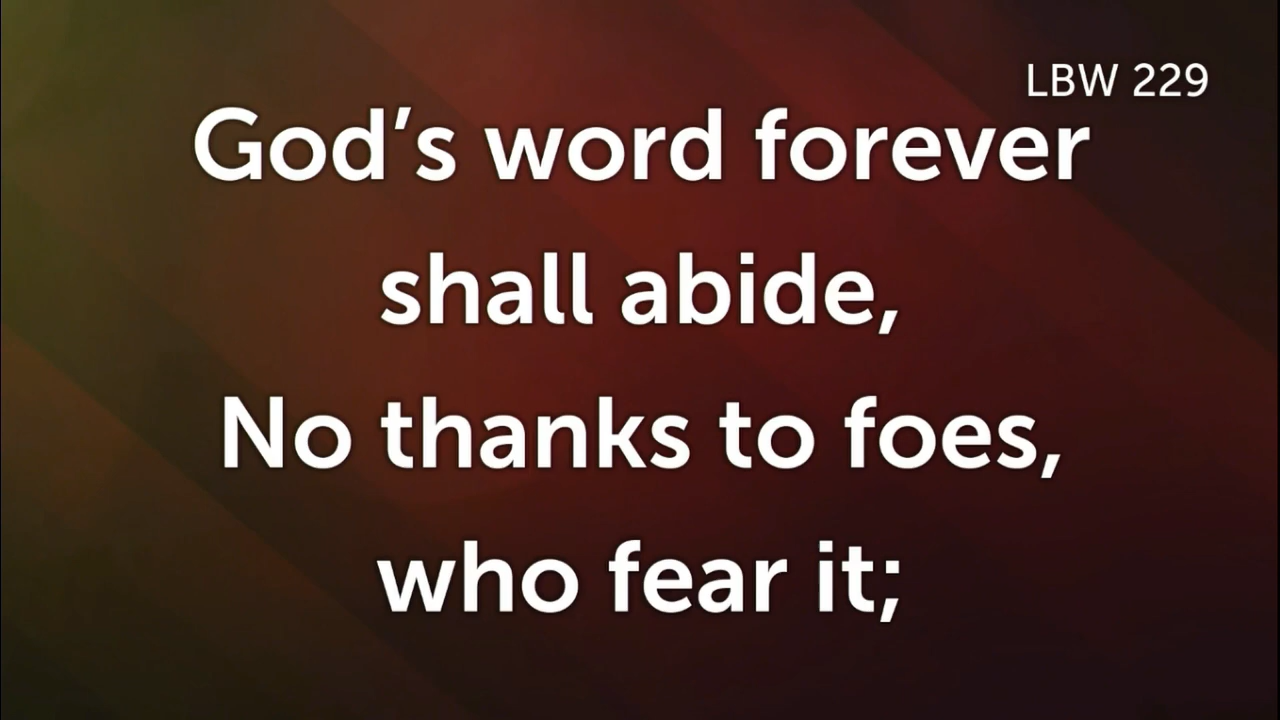 LBW 229
God’s word forever
shall abide,
No thanks to foes,
who fear it;